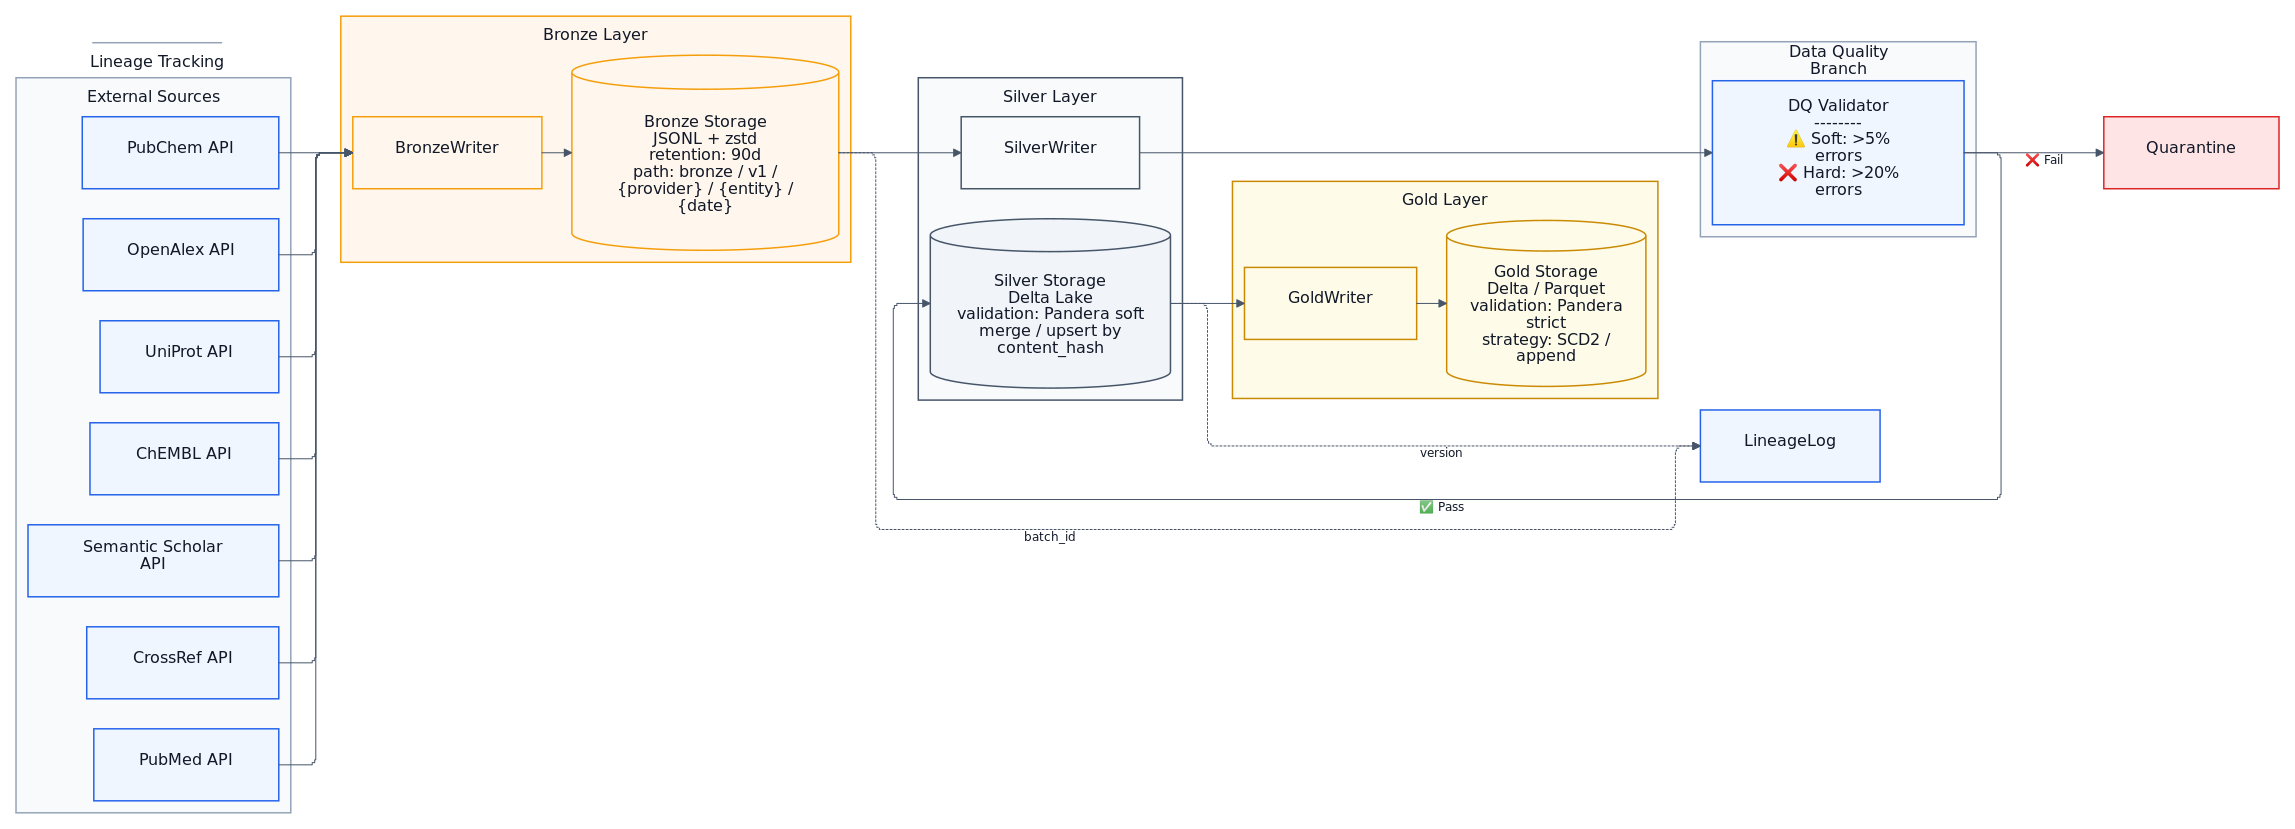 Lineage Tracking
External Sources
PubChem API
OpenAlex API
UniProt API
ChEMBL API
Semantic Scholar
API
CrossRef API
PubMed API
Bronze Layer
BronzeWriter
Bronze Storage
JSONL + zstd
retention: 90d
path: bronze / v1 /
{provider} / {entity} /
{date}
Silver Layer
SilverWriter
Silver Storage
Delta Lake
validation: Pandera soft
merge / upsert by
content_hash
Gold Layer
GoldWriter
Gold Storage
Delta / Parquet
validation: Pandera
strict
strategy: SCD2 /
append
Data Quality
Branch
DQ Validator
--------
⚠️ Soft: >5%
errors
❌ Hard: >20%
errors
❌ Fail
Quarantine
LineageLog
version
✅ Pass
batch_id